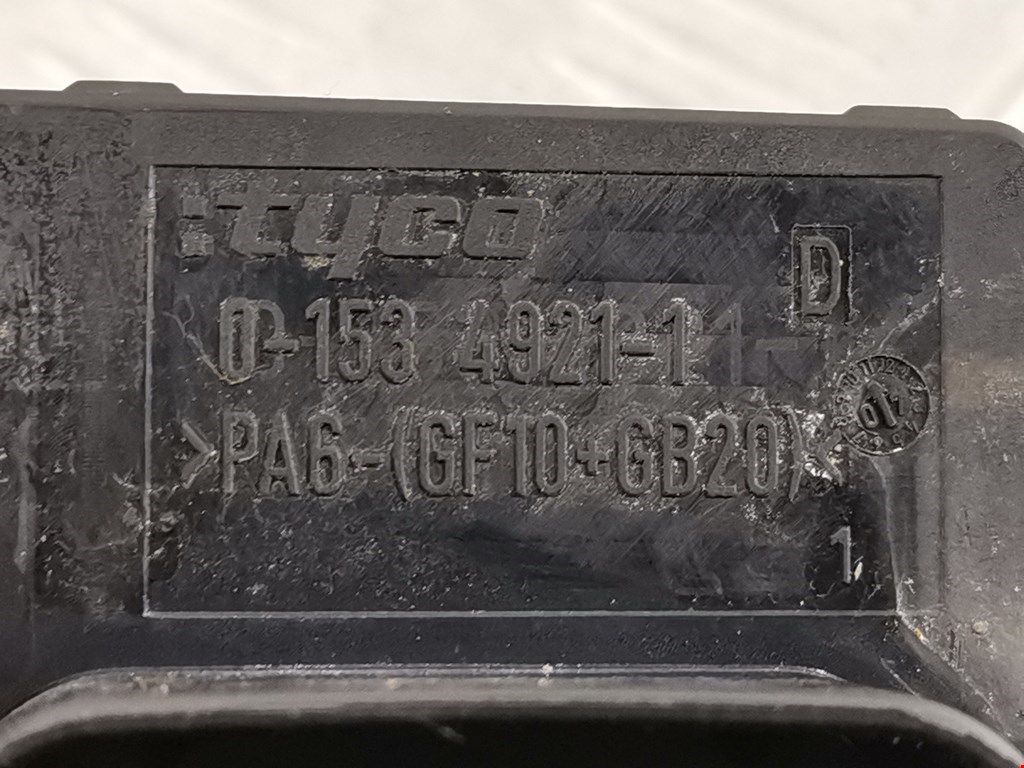 tyco
D
0-153 4921-1
>PA6-(GF10+GB20)<
1